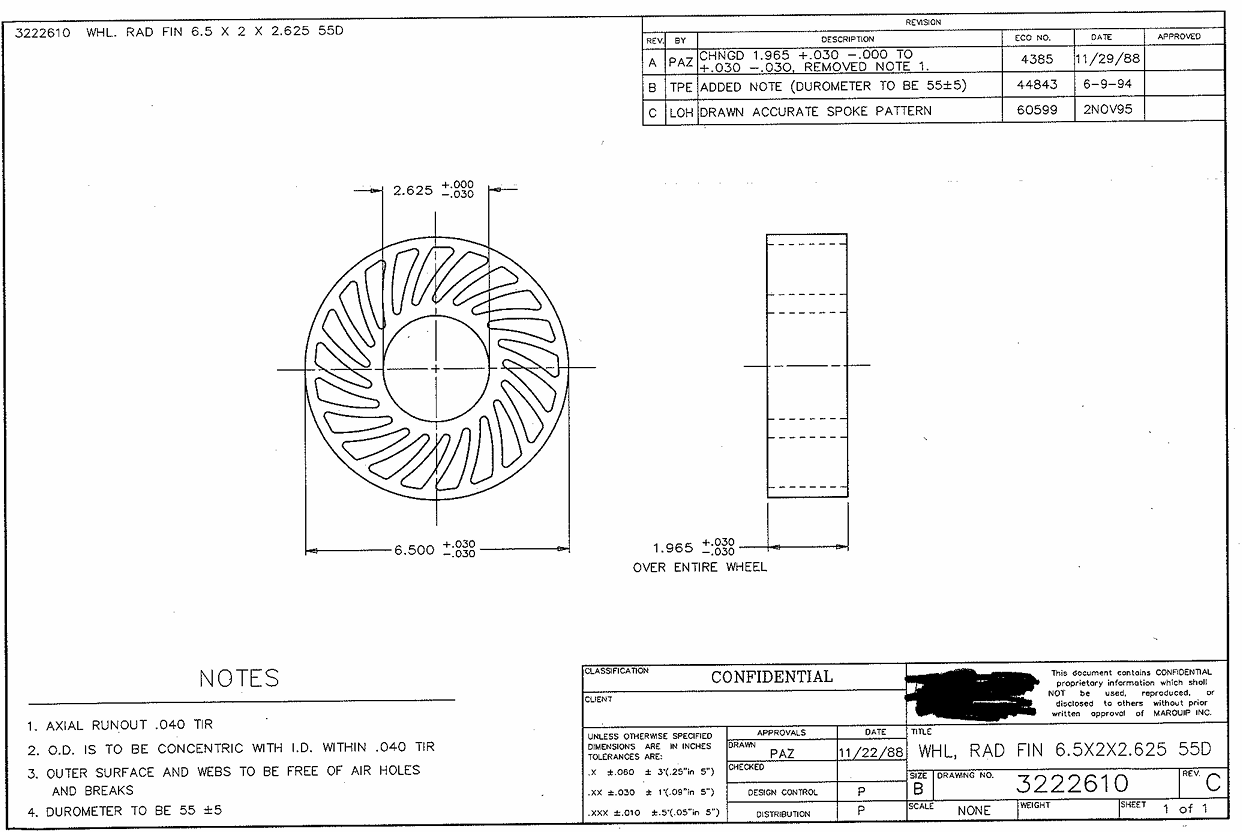 3222610 WHL. RAD FIN 6.5 X 2 X 2.625 55D
REVISION
REV. BY DESCRIPTION ECO NO. DATE APPROVED
A PAZ CHNGD 1.965 +.030 -.000 TO
+.030 -.030, REMOVED NOTE 1. 4385 11/29/88
B TPE ADDED NOTE (DUROMETER TO BE 55±5) 44843 6-9-94
C LOH DRAWN ACCURATE SPOKE PATTERN 60599 2NOV95
2.625 +.000
-.030
6.500 +.030
-.030
1.965 +.030
-.030
OVER ENTIRE WHEEL
NOTES
1. AXIAL RUNOUT .040 TIR
2. O.D. IS TO BE CONCENTRIC WITH I.D. WITHIN .040 TIR
3. OUTER SURFACE AND WEBS TO BE FREE OF AIR HOLES
AND BREAKS
4. DUROMETER TO BE 55 ±5
CLASSIFICATION
CONFIDENTIAL
CLIENT
This document contains CONFIDENTIAL
proprietary information which shall
NOT be used, reproduced, or
disclosed to others without prior
written approval of MARQUIP INC.
UNLESS OTHERWISE SPECIFIED
DIMENSIONS ARE IN INCHES
TOLERANCES ARE:
.X ±.060 ± 3°(.25"in 5")
.XX ±.030 ± 1°(.09"in 5")
.XXX ±.010 ±.5°(.05"in 5")
APPROVALS DATE
DRAWN PAZ 11/22/88
CHECKED
DESIGN CONTROL P
DISTRIBUTION P
TITLE
WHL, RAD FIN 6.5X2X2.625 55D
SIZE B DRAWING NO. 3222610 REV. C
SCALE NONE WEIGHT SHEET 1 of 1